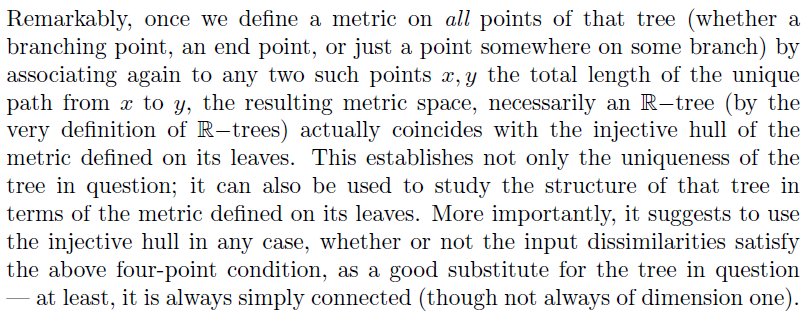 Remarkably, once we define a metric on all points of that tree (whether a
branching point, an end point, or just a point somewhere on some branch) by
associating again to any two such points x, y the total length of the unique
path from x to y, the resulting metric space, necessarily an ℝ–tree (by the
very definition of ℝ–trees) actually coincides with the injective hull of the
metric defined on its leaves. This establishes not only the uniqueness of the
tree in question; it can also be used to study the structure of that tree in
terms of the metric defined on its leaves. More importantly, it suggests to use
the injective hull in any case, whether or not the input dissimilarities satisfy
the above four-point condition, as a good substitute for the tree in question
— at least, it is always simply connected (though not always of dimension one).